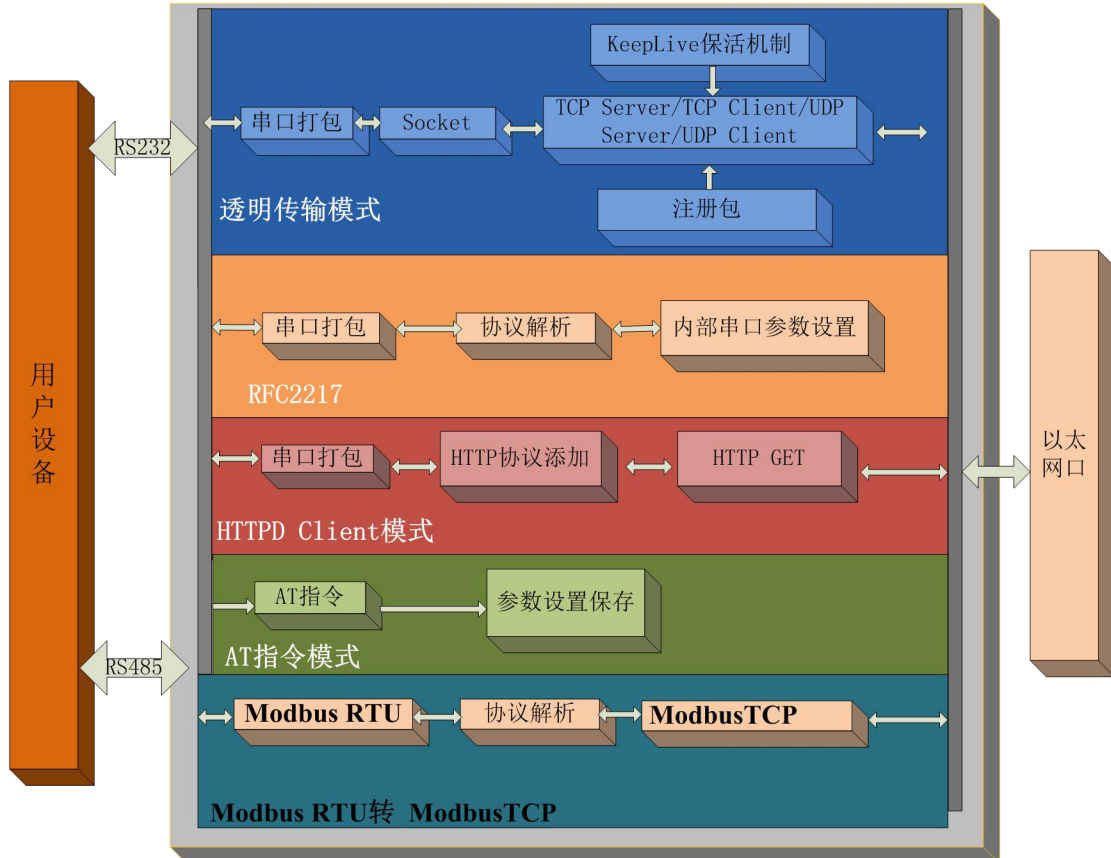 用户设备
RS232
RS485
KeepLive保活机制
串口打包
Socket
TCP Server/TCP Client/UDP
Server/UDP Client
注册包
透明传输模式
串口打包
协议解析
内部串口参数设置
RFC2217
串口打包
HTTP协议添加
HTTP GET
HTTPD Client模式
AT指令
参数设置保存
AT指令模式
Modbus RTU
协议解析
ModbusTCP
Modbus RTU转 ModbusTCP
以太
网口